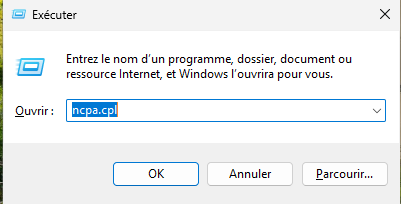 Exécuter
Entrez le nom d’un programme, dossier, document ou
ressource Internet, et Windows l’ouvrira pour vous.
Ouvrir : ncpa.cpl
OK Annuler Parcourir...